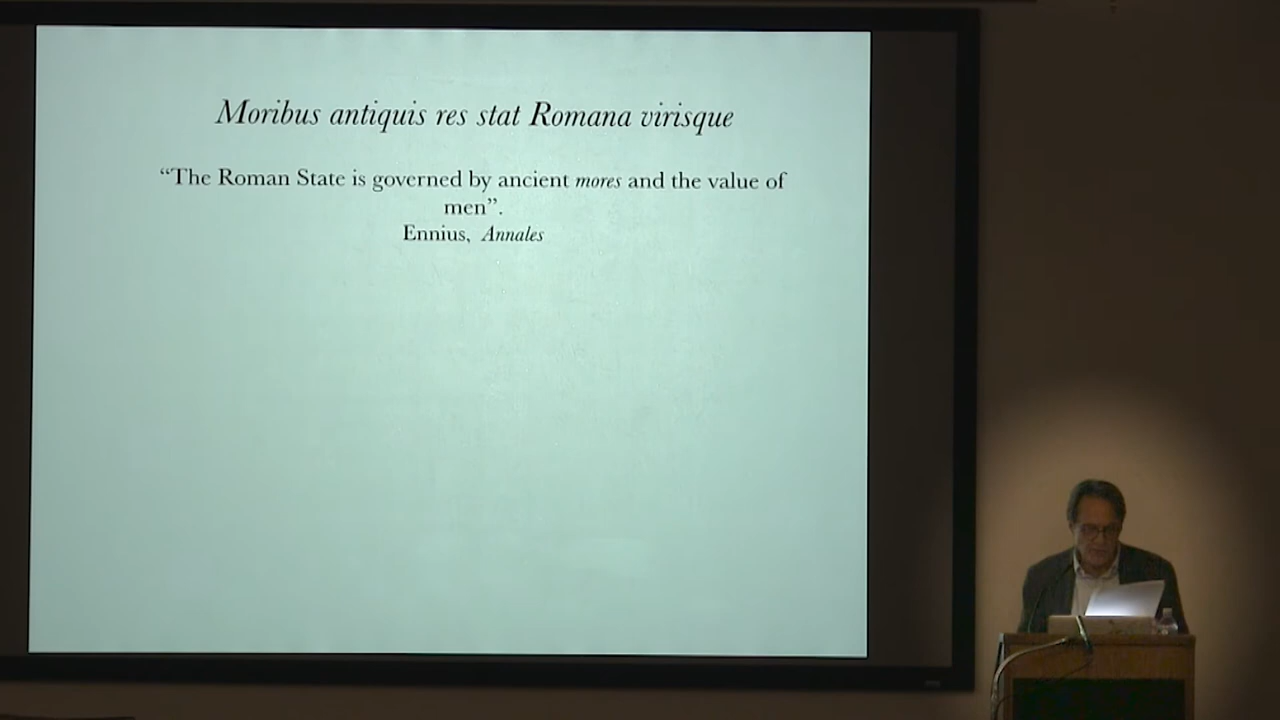 Moribus antiquis res stat Romana virisque
“The Roman State is governed by ancient mores and the value of
men”.
Ennius, Annales